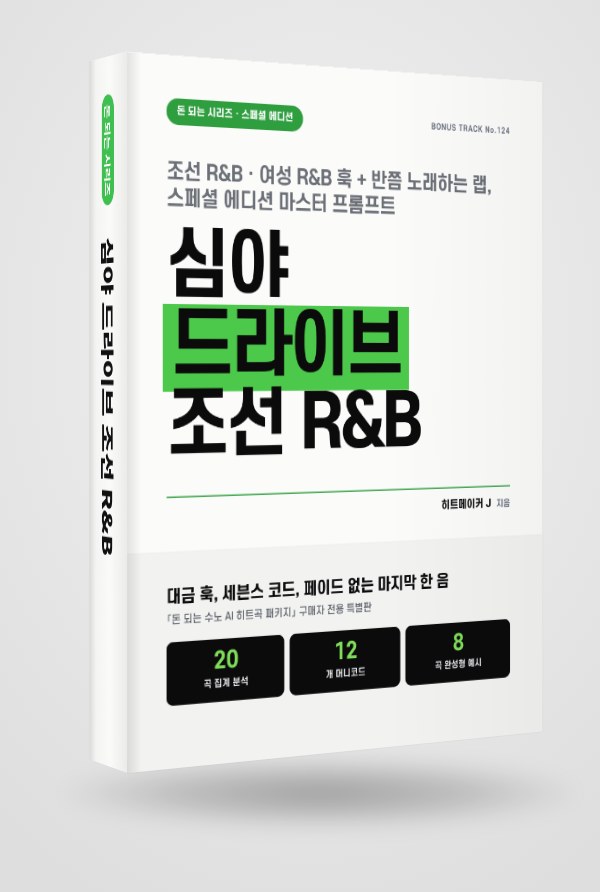 돈 되는 시리즈
심야 드라이브 조선 R&B
돈 되는 시리즈 · 스페셜 에디션
BONUS TRACK No.124
조선 R&B · 여성 R&B 훅 + 반쯤 노래하는 랩,
스페셜 에디션 마스터 프롬프트
심야
드라이브
조선 R&B
히트메이커 J 지음
대금 훅, 세븐스 코드, 페이드 없는 마지막 한 음
『돈 되는 수노 AI 히트곡 패키지』 구매자 전용 특별판
20
곡 집계 분석
12
개 머니코드
8
곡 완성형 예시